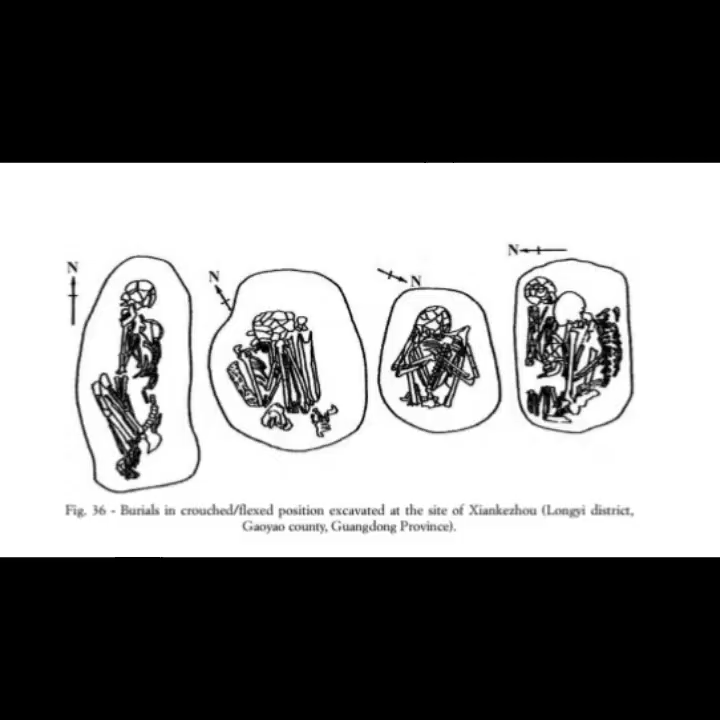 N
N
N
N
Fig. 36 - Burials in crouched/flexed position excavated at the site of Xiankezhou (Longyi district,
Gaoyao county, Guangdong Province).